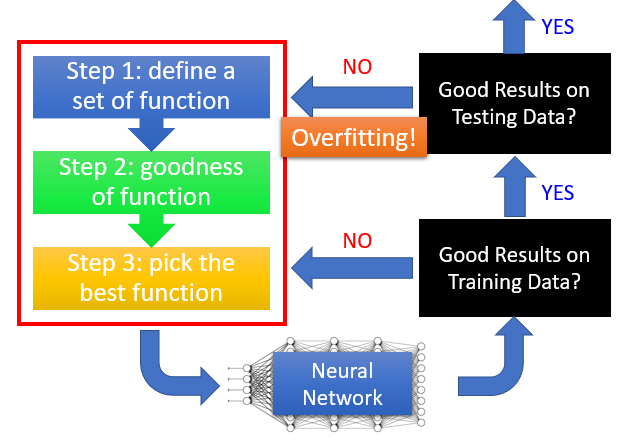 Step 1: define a
set of function
Step 2: goodness
of function
Step 3: pick the
best function
Neural
Network
Good Results on
Training Data?
NO
YES
Good Results on
Testing Data?
NO
Overfitting!
YES